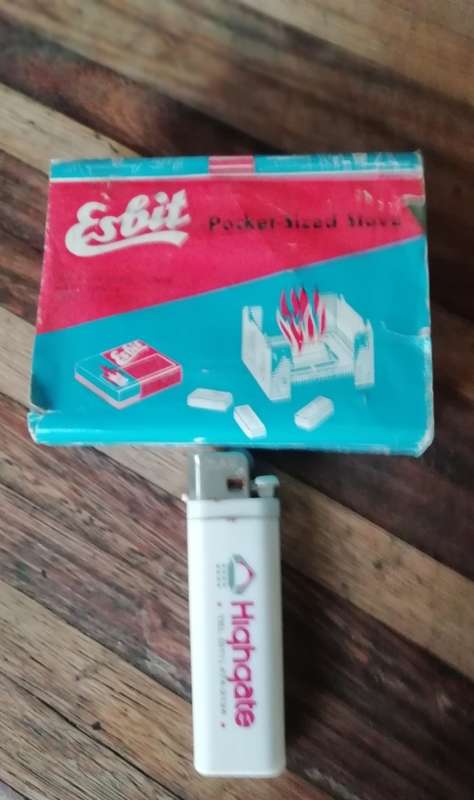 Esbit
Pocket-Sized Stove
Esbit
Highgate